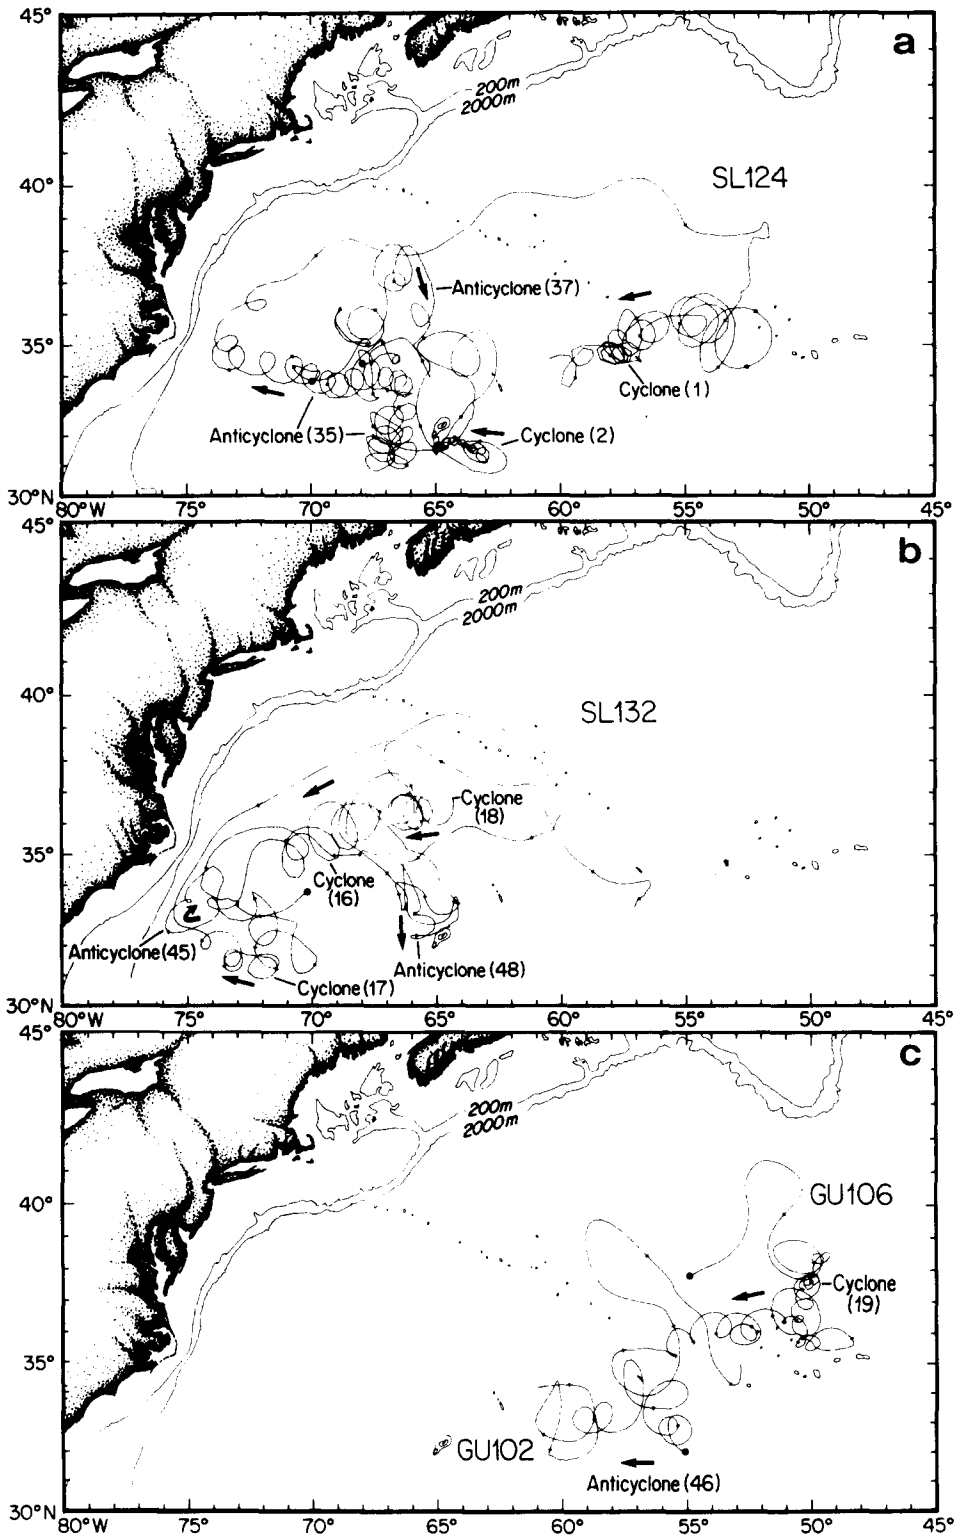 45°
a
200m
2000m
40°
SL124
Anticyclone (37)
35°
Cyclone (1)
Anticyclone (35)
Cyclone (2)
30°N
80°W 75° 70° 65° 60° 55° 50° 45°
45°
b
200m
2000m
40°
SL132
Cyclone
(18)
35°
Cyclone
(16)
Anticyclone (45)
Anticyclone (48)
Cyclone (17)
30°N
80°W 75° 70° 65° 60° 55° 50° 45°
45°
c
200m
2000m
40°
GU106
Cyclone
(19)
35°
GU102
Anticyclone (46)
30°N
80°W 75° 70° 65° 60° 55° 50° 45°